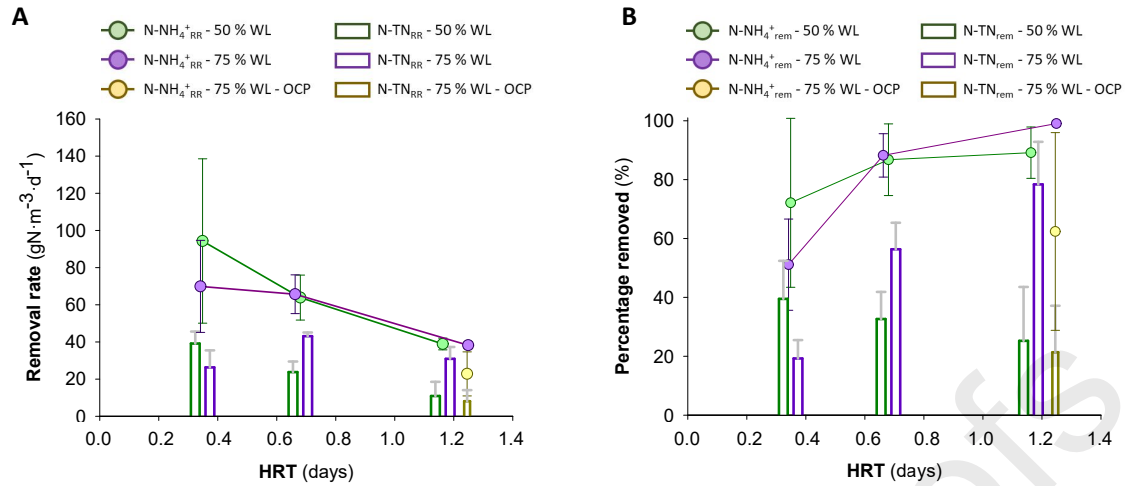 A
N-NH₄⁺RR - 50 % WL N-TNRR - 50 % WL
N-NH₄⁺RR - 75 % WL N-TNRR - 75 % WL
N-NH₄⁺RR - 75 % WL - OCP N-TNRR - 75 % WL - OCP
160
140
120
100
80
60
40
20
0
Removal rate (gN·m⁻³·d⁻¹)
0.0 0.2 0.4 0.6 0.8 1.0 1.2 1.4
HRT (days)
B
N-NH₄⁺rem - 50 % WL N-TNrem - 50 % WL
N-NH₄⁺rem - 75 % WL N-TNrem - 75 % WL
N-NH₄⁺rem - 75 % WL - OCP N-TNrem - 75 % WL - OCP
100
80
60
40
20
0
Percentage removed (%)
0.0 0.2 0.4 0.6 0.8 1.0 1.2 1.4
HRT (days)